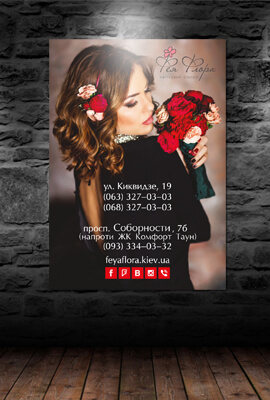 Фея Флора
ул. Киквидзе, 19
(063) 327–03–03
(068) 327–03–03
просп. Соборности, 7б
(напроти ЖК Комфорт Таун)
(093) 334–03–32
feyaflora.kiev.ua